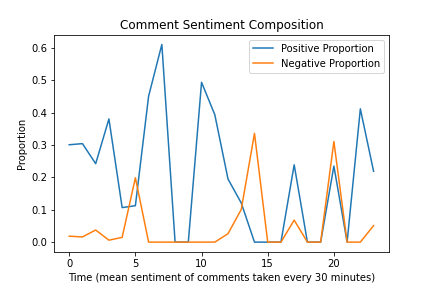 Comment Sentiment Composition
Positive Proportion
Negative Proportion
Proportion
0.6
0.5
0.4
0.3
0.2
0.1
0.0
0 5 10 15 20
Time (mean sentiment of comments taken every 30 minutes)